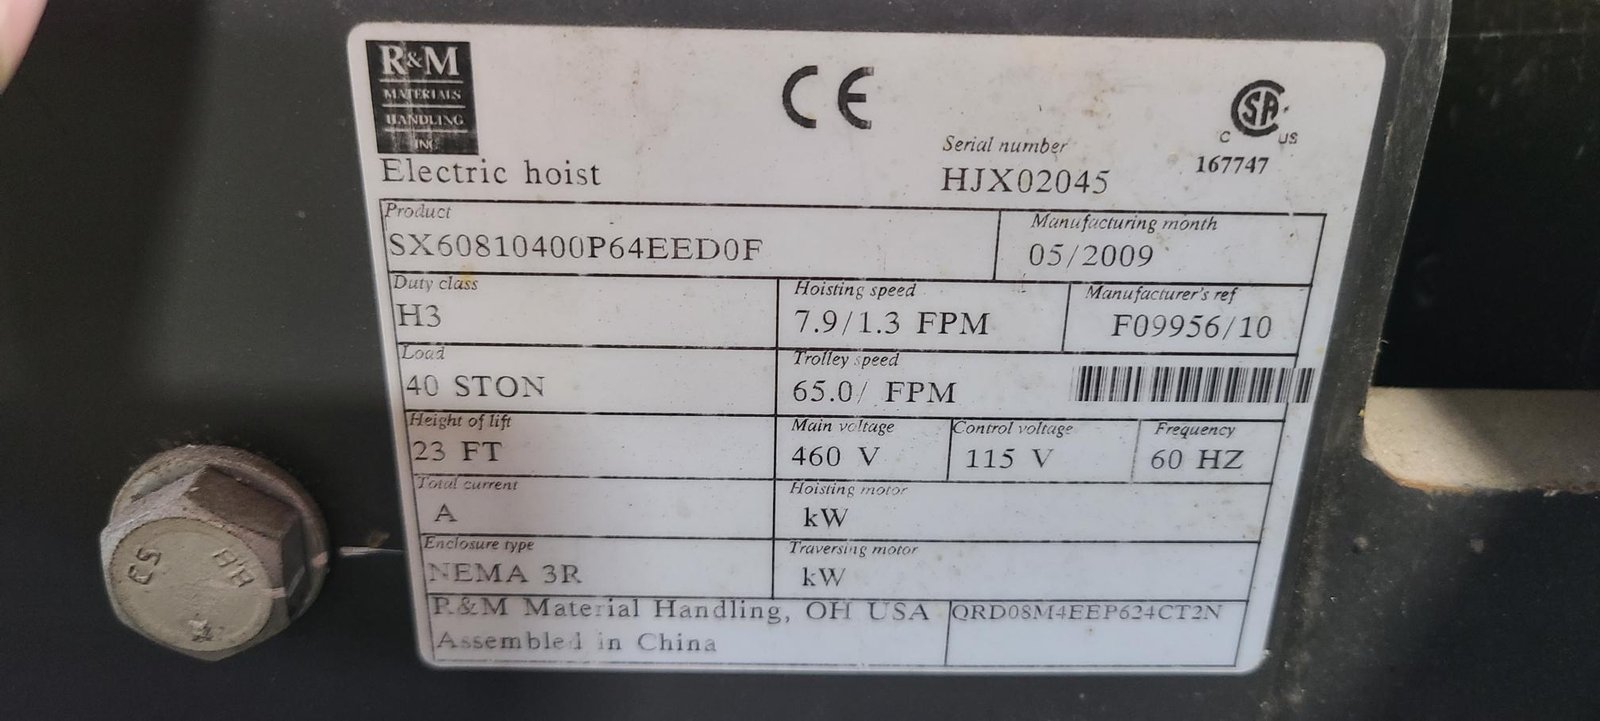 R&M
MATERIALS
HANDLING
INC
CE
CSA
C US
167747
Electric hoist
Serial number
HJX02045
Product
SX60810400P64EED0F
Manufacturing month
05/2009
Duty class
H3
Hoisting speed
7.9/1.3 FPM
Manufacturer's ref
F09956/10
Load
40 STON
Trolley speed
65.0/ FPM
Height of lift
23 FT
Main voltage
460 V
Control voltage
115 V
Frequency
60 HZ
Total current
A
Hoisting motor
kW
Enclosure type
NEMA 3R
Traversing motor
kW
R&M Material Handling, OH USA
Assembled in China
QRD08M4EEP624CT2N